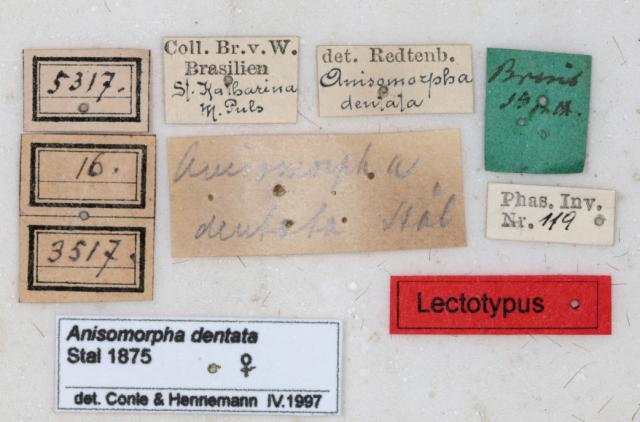 5317.
16.
3517.
Coll. Br. v. W.
Brasilien
St. Katharina
M. Puls
det. Redtenb.
Anisomorpha
dentata
Anisomorpha
dentata Stål
Phas. Inv.
Nr. 119
Lectotypus
Anisomorpha dentata
Stal 1875
♀
det. Conle & Hennemann IV.1997